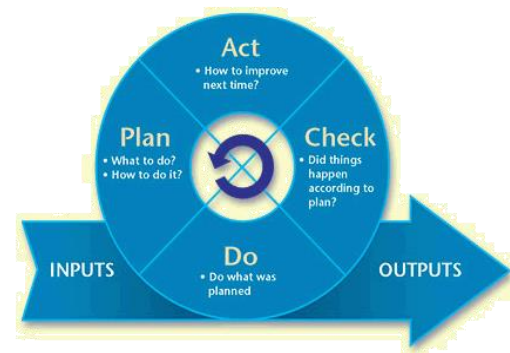 Act
• How to improve
next time?
Plan
• What to do?
• How to do it?
Check
• Did things
happen
according to
plan?
Do
• Do what was
planned
INPUTS
OUTPUTS